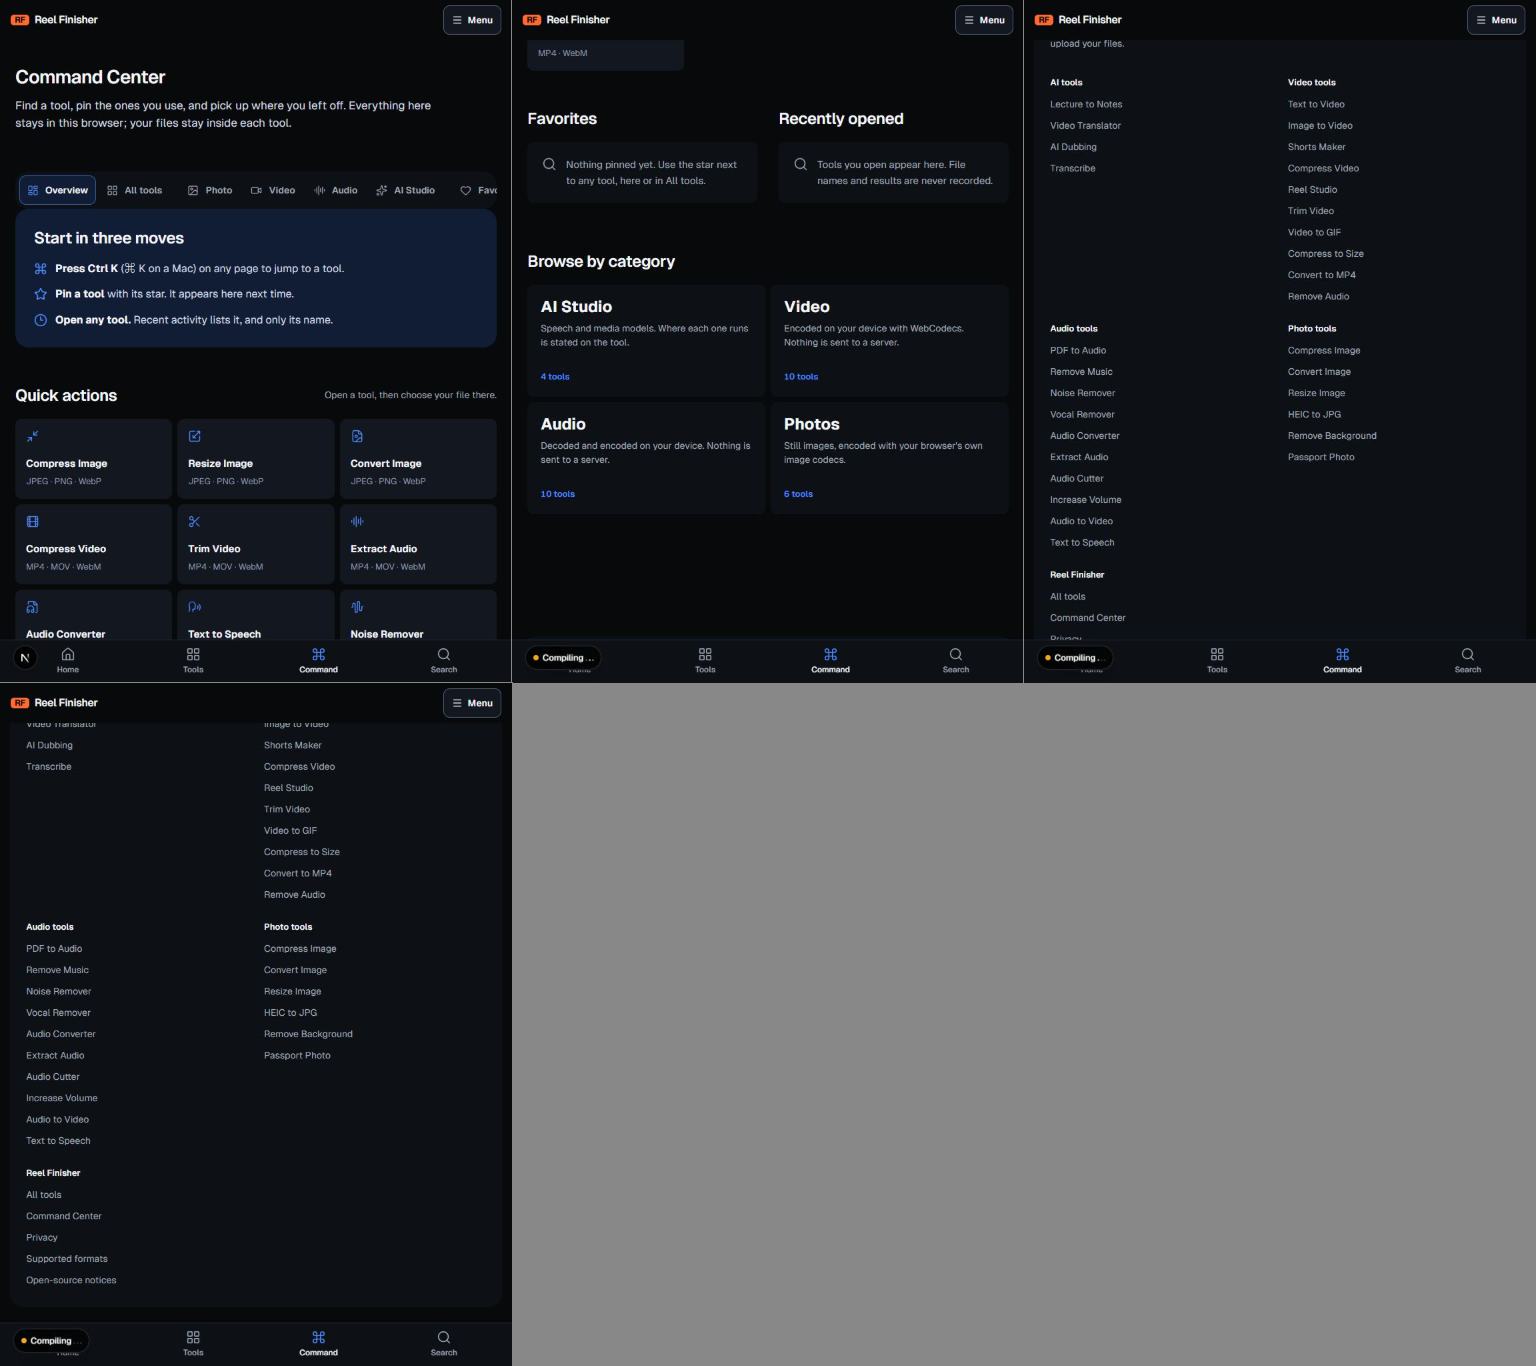 RF Reel Finisher
Menu
Command Center
Find a tool, pin the ones you use, and pick up where you left off. Everything here
stays in this browser; your files stay inside each tool.
Overview All tools Photo Video Audio AI Studio Favo
Start in three moves
Press Ctrl K (⌘ K on a Mac) on any page to jump to a tool.
Pin a tool with its star. It appears here next time.
Open any tool. Recent activity lists it, and only its name.
Quick actions
Open a tool, then choose your file there.
Compress Image
JPEG · PNG · WebP
Resize Image
JPEG · PNG · WebP
Convert Image
JPEG · PNG · WebP
Compress Video
MP4 · MOV · WebM
Trim Video
MP4 · MOV · WebM
Extract Audio
MP4 · MOV · WebM
Audio Converter
Text to Speech
Noise Remover
N
Home
Tools
Command
Search
RF Reel Finisher
Menu
MP4 · WebM
Favorites
Nothing pinned yet. Use the star next
to any tool, here or in All tools.
Recently opened
Tools you open appear here. File
names and results are never recorded.
Browse by category
AI Studio
Speech and media models. Where each one runs
is stated on the tool.
4 tools
Video
Encoded on your device with WebCodecs.
Nothing is sent to a server.
10 tools
Audio
Decoded and encoded on your device. Nothing is
sent to a server.
10 tools
Photos
Still images, encoded with your browser's own
image codecs.
6 tools
Compiling ...
Home
Tools
Command
Search
RF Reel Finisher
Menu
upload your files.
AI tools
Lecture to Notes
Video Translator
AI Dubbing
Transcribe
Video tools
Text to Video
Image to Video
Shorts Maker
Compress Video
Reel Studio
Trim Video
Video to GIF
Compress to Size
Convert to MP4
Remove Audio
Audio tools
PDF to Audio
Remove Music
Noise Remover
Vocal Remover
Audio Converter
Extract Audio
Audio Cutter
Increase Volume
Audio to Video
Text to Speech
Photo tools
Compress Image
Convert Image
Resize Image
HEIC to JPG
Remove Background
Passport Photo
Reel Finisher
All tools
Command Center
Privacy
Compiling ..
Home
Tools
Command
Search
RF Reel Finisher
Menu
Video Translator
AI Dubbing
Transcribe
Image to Video
Shorts Maker
Compress Video
Reel Studio
Trim Video
Video to GIF
Compress to Size
Convert to MP4
Remove Audio
Audio tools
PDF to Audio
Remove Music
Noise Remover
Vocal Remover
Audio Converter
Extract Audio
Audio Cutter
Increase Volume
Audio to Video
Text to Speech
Photo tools
Compress Image
Convert Image
Resize Image
HEIC to JPG
Remove Background
Passport Photo
Reel Finisher
All tools
Command Center
Privacy
Supported formats
Open-source notices
Compiling ...
Home
Tools
Command
Search